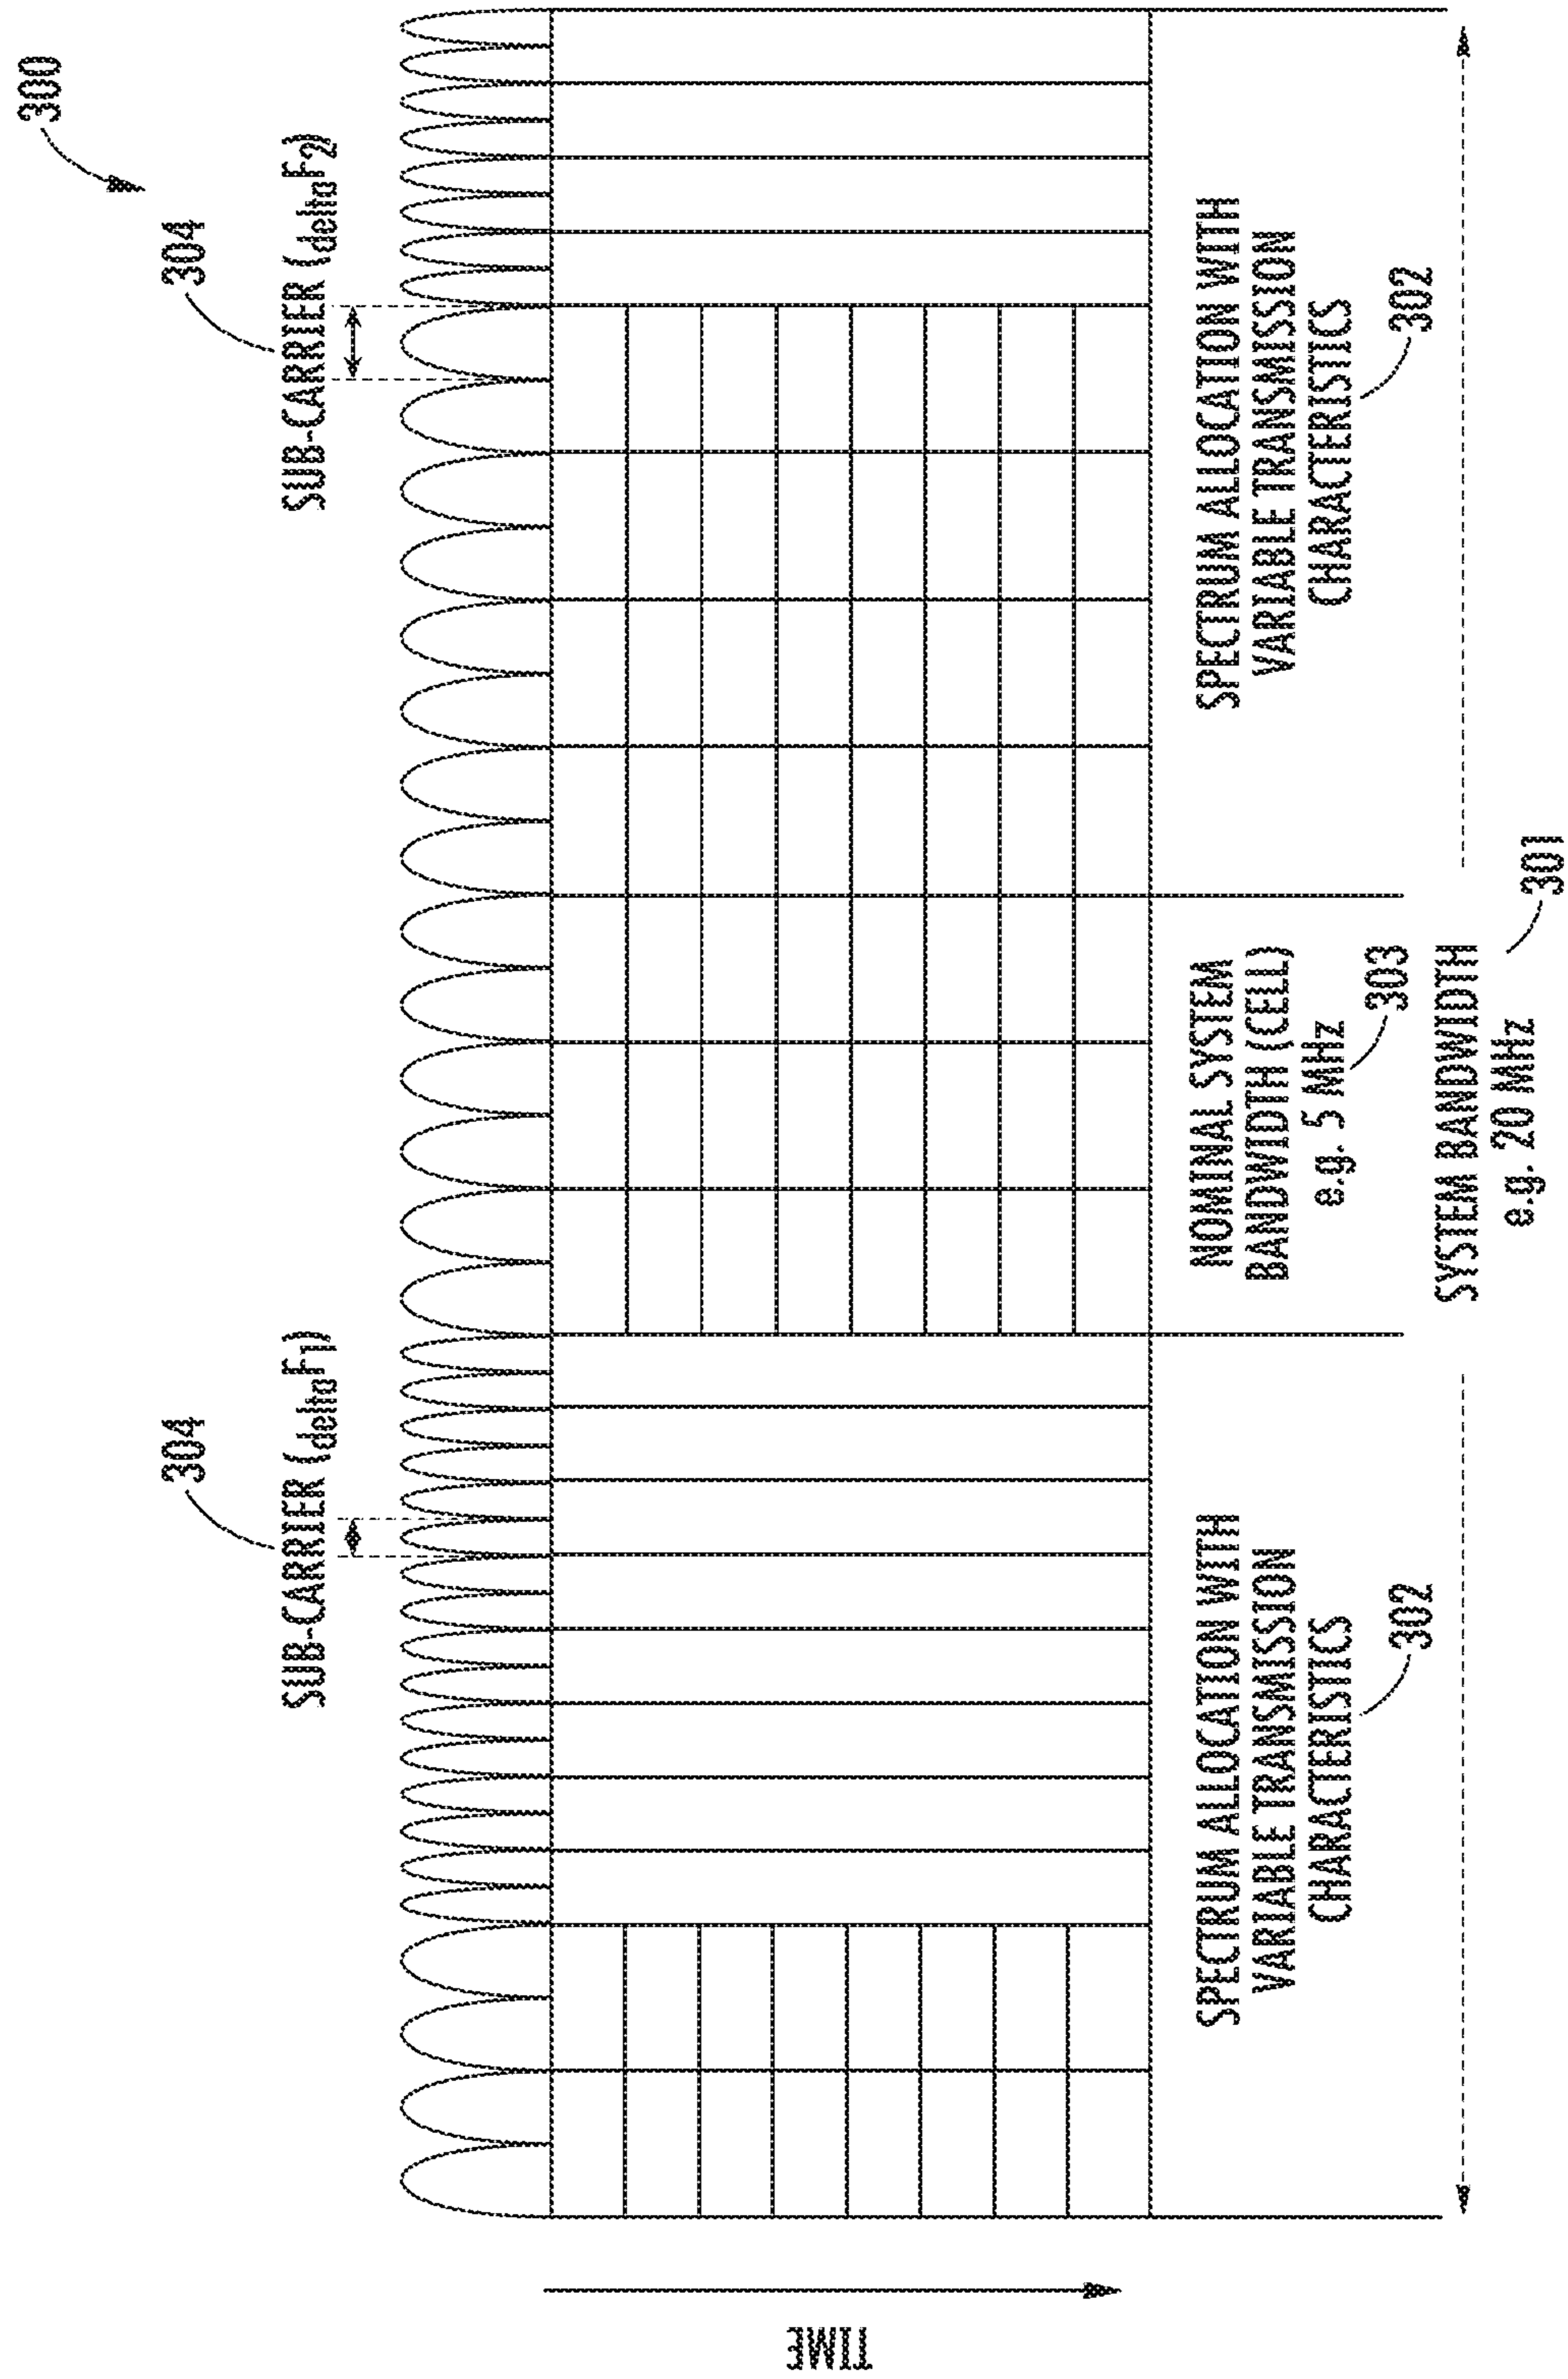 300
304
SUB-CARRIER (deltaF1)
304
SUB-CARRIER (deltaF2)
TIME
SPECTRUM ALLOCATION WITH
VARIABLE TRANSMISSION
CHARACTERISTICS
302
NOMINAL SYSTEM
BANDWIDTH (CELL)
e.g. 5 MHz
303
SPECTRUM ALLOCATION WITH
VARIABLE TRANSMISSION
CHARACTERISTICS
302
SYSTEM BANDWIDTH
e.g. 20 MHz
301